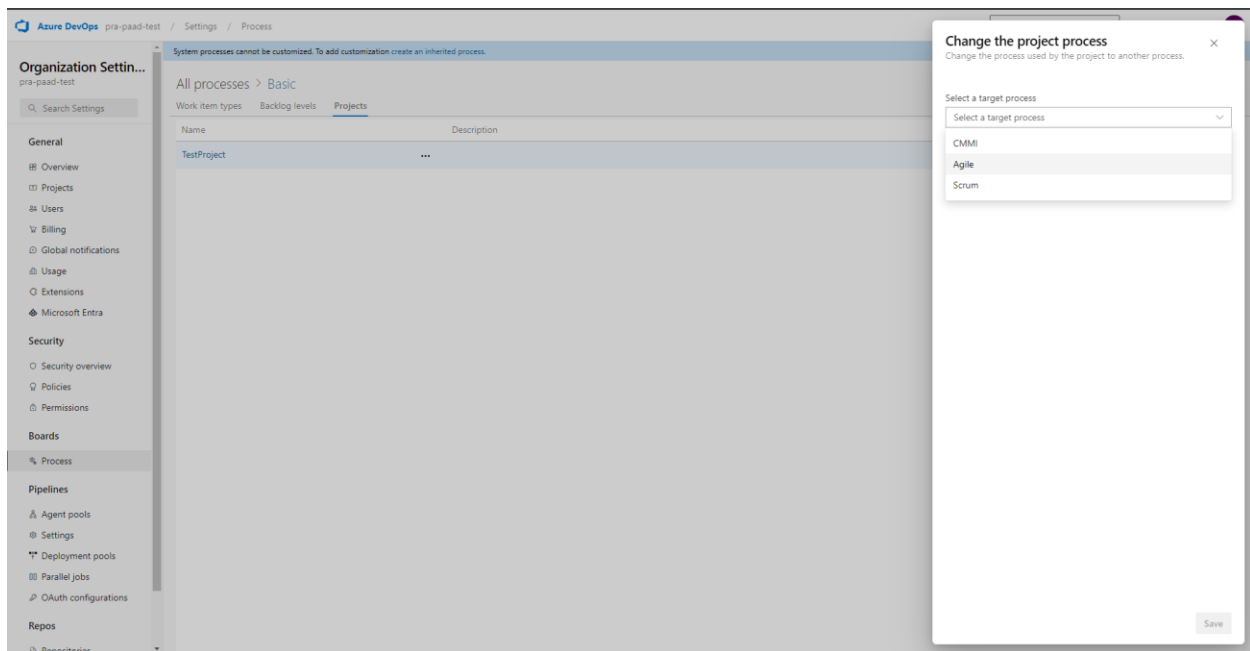 Azure DevOps pra-paad-test / Settings / Process
Organization Settin...
pra-paad-test
Search Settings
General
Overview
Projects
Users
Billing
Global notifications
Usage
Extensions
Microsoft Entra
Security
Security overview
Policies
Permissions
Boards
Process
Pipelines
Agent pools
Settings
Deployment pools
Parallel jobs
OAuth configurations
Repos
Repositories
System processes cannot be customized. To add customization create an inherited process.
All processes > Basic
Work item types Backlog levels Projects
Name Description
TestProject ...
Change the project process
Change the process used by the project to another process.
Select a target process
Select a target process
CMMI
Agile
Scrum
Save